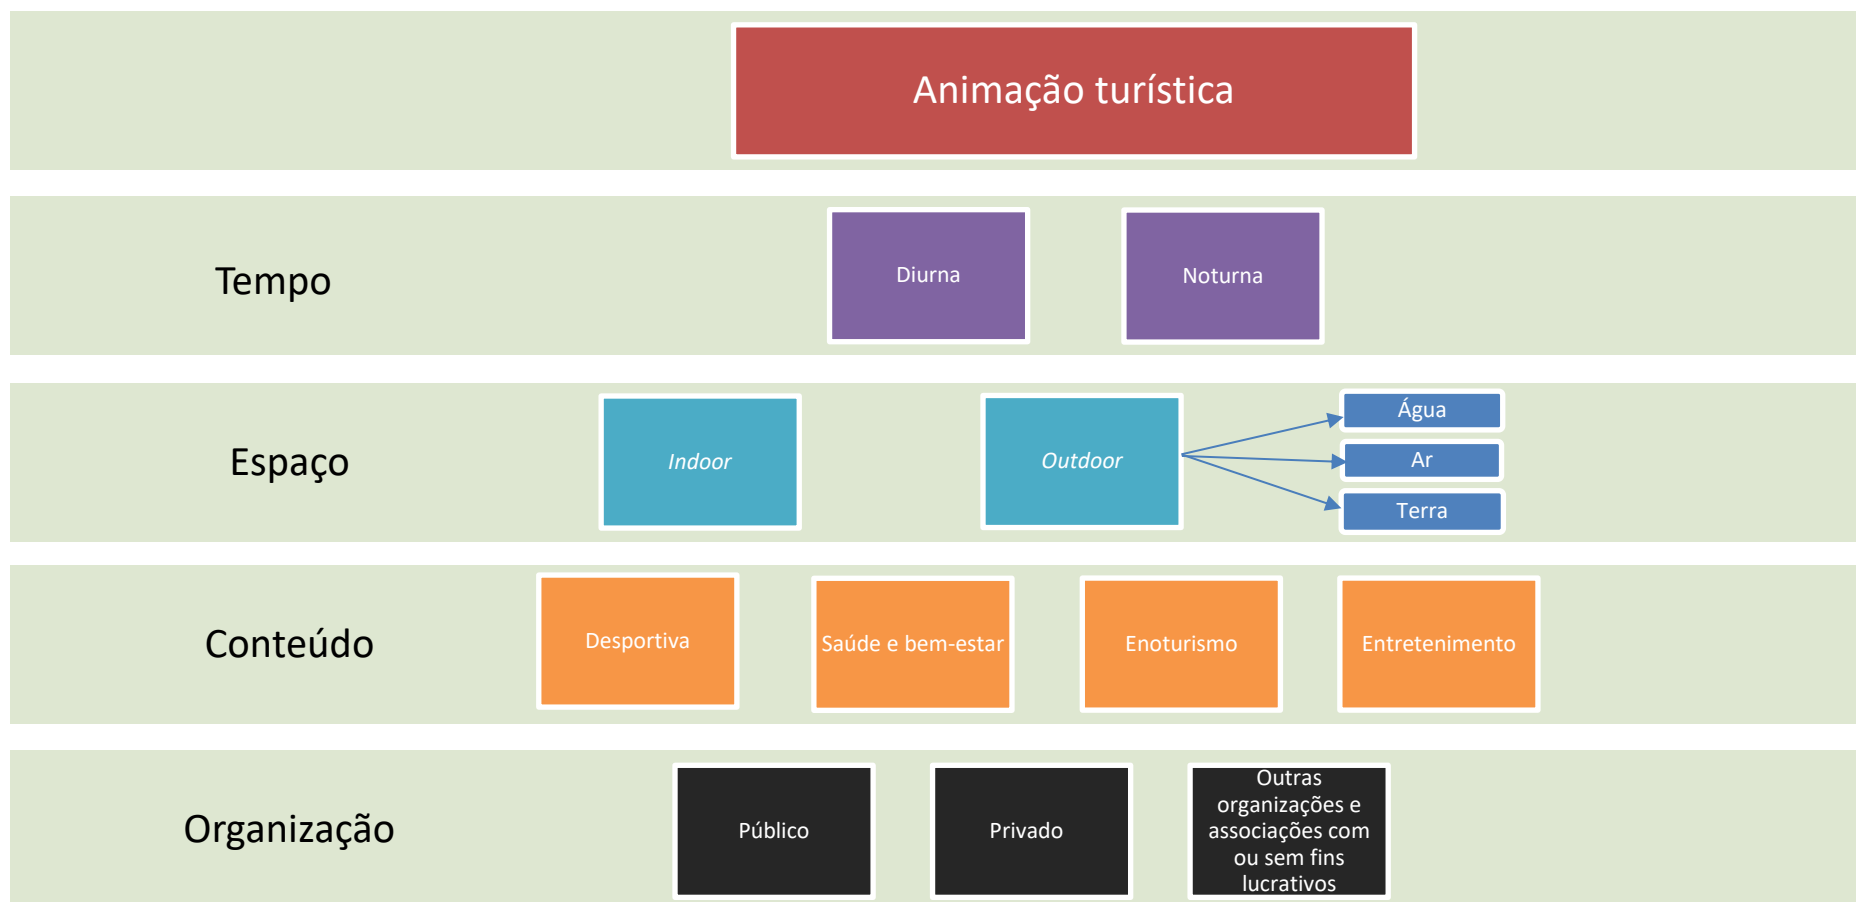 Animação turística
Tempo
Diurna
Noturna
Espaço
Indoor
Outdoor
Água
Ar
Terra
Conteúdo
Desportiva
Saúde e bem-estar
Enoturismo
Entretenimento
Organização
Público
Privado
Outras
organizações e
associações com
ou sem fins
lucrativos